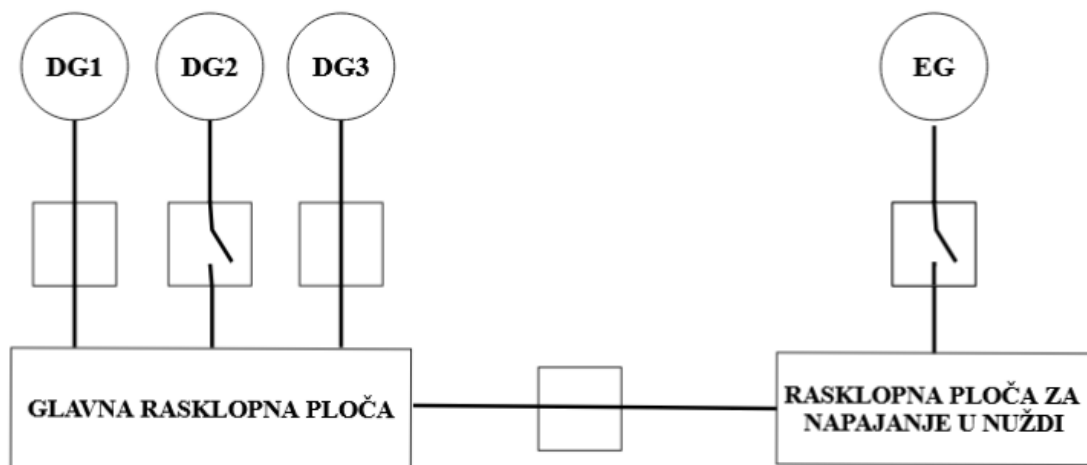 DG1
DG2
DG3
EG
GLAVNA RASKLOPNA PLOČA
RASKLOPNA PLOČA ZA
NAPAJANJE U NUŽDI